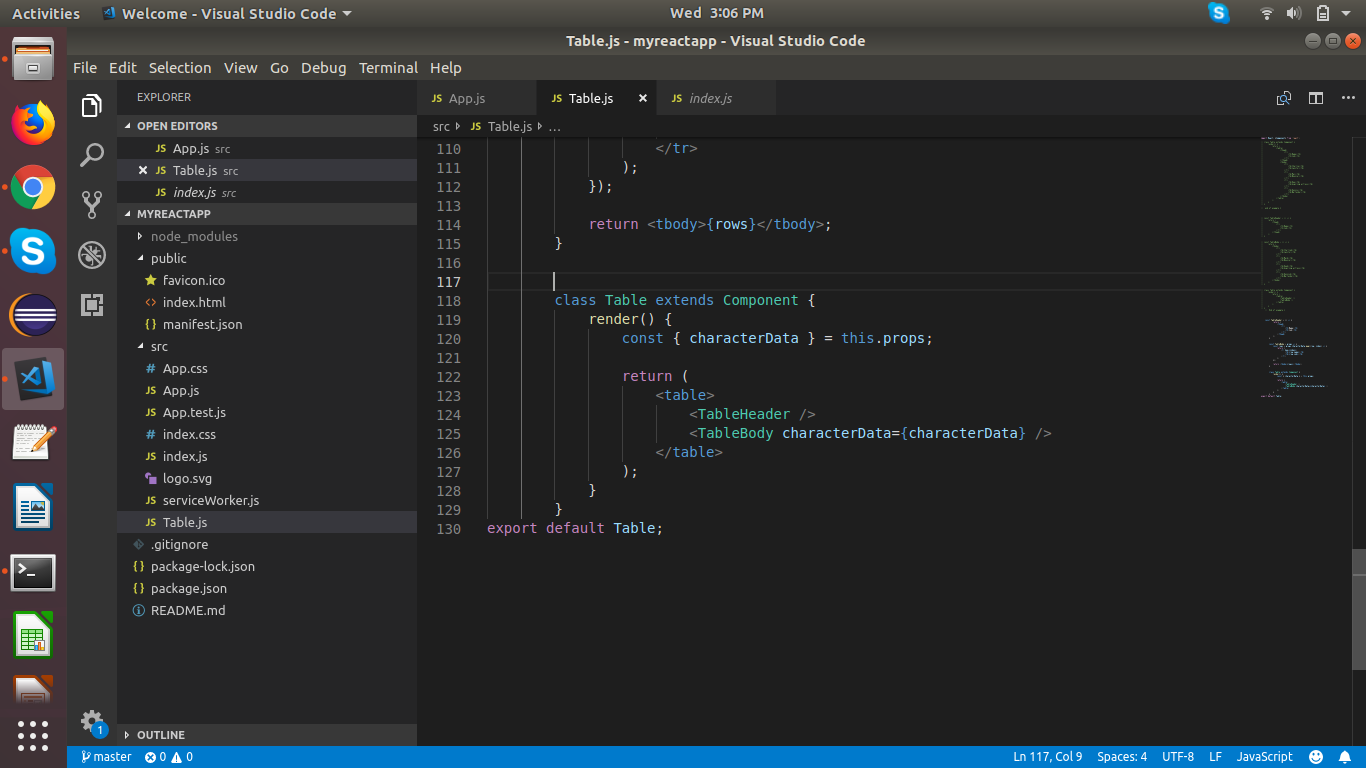 Activities Welcome - Visual Studio Code Wed 3:06 PM
Table.js - myreactapp - Visual Studio Code
File Edit Selection View Go Debug Terminal Help
EXPLORER
OPEN EDITORS
JS App.js src
JS Table.js src
JS index.js src
MYREACTAPP
node_modules
public
favicon.ico
<> index.html
{} manifest.json
src
# App.css
JS App.js
JS App.test.js
# index.css
JS index.js
logo.svg
JS serviceWorker.js
JS Table.js
.gitignore
{} package-lock.json
{} package.json
README.md
OUTLINE
JS App.js JS Table.js JS index.js
src JS Table.js ...
110 </tr>
111 );
112 });
113
114 return <tbody>{rows}</tbody>;
115 }
116
117
118 class Table extends Component {
119 render() {
120 const { characterData } = this.props;
121
122 return (
123 <table>
124 <TableHeader />
125 <TableBody characterData={characterData} />
126 </table>
127 );
128 }
129 }
130 export default Table;
1
master 0 0 Ln 117, Col 9 Spaces: 4 UTF-8 LF JavaScript